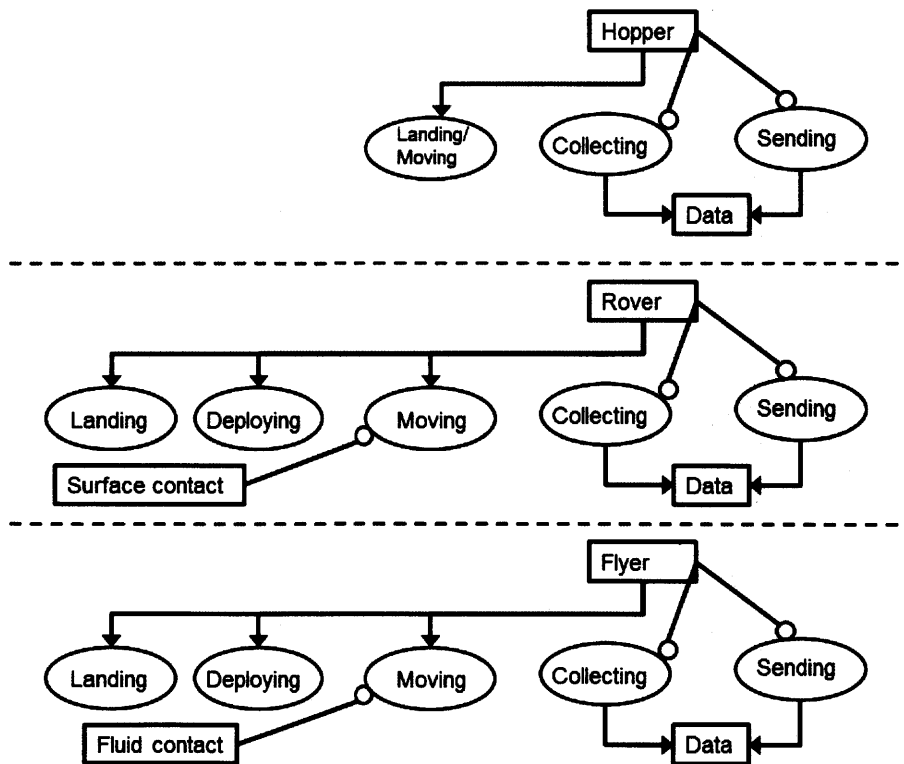 Hopper
Landing/
Moving
Collecting
Sending
Data
Rover
Landing
Deploying
Moving
Collecting
Sending
Surface contact
Data
Flyer
Landing
Deploying
Moving
Collecting
Sending
Fluid contact
Data